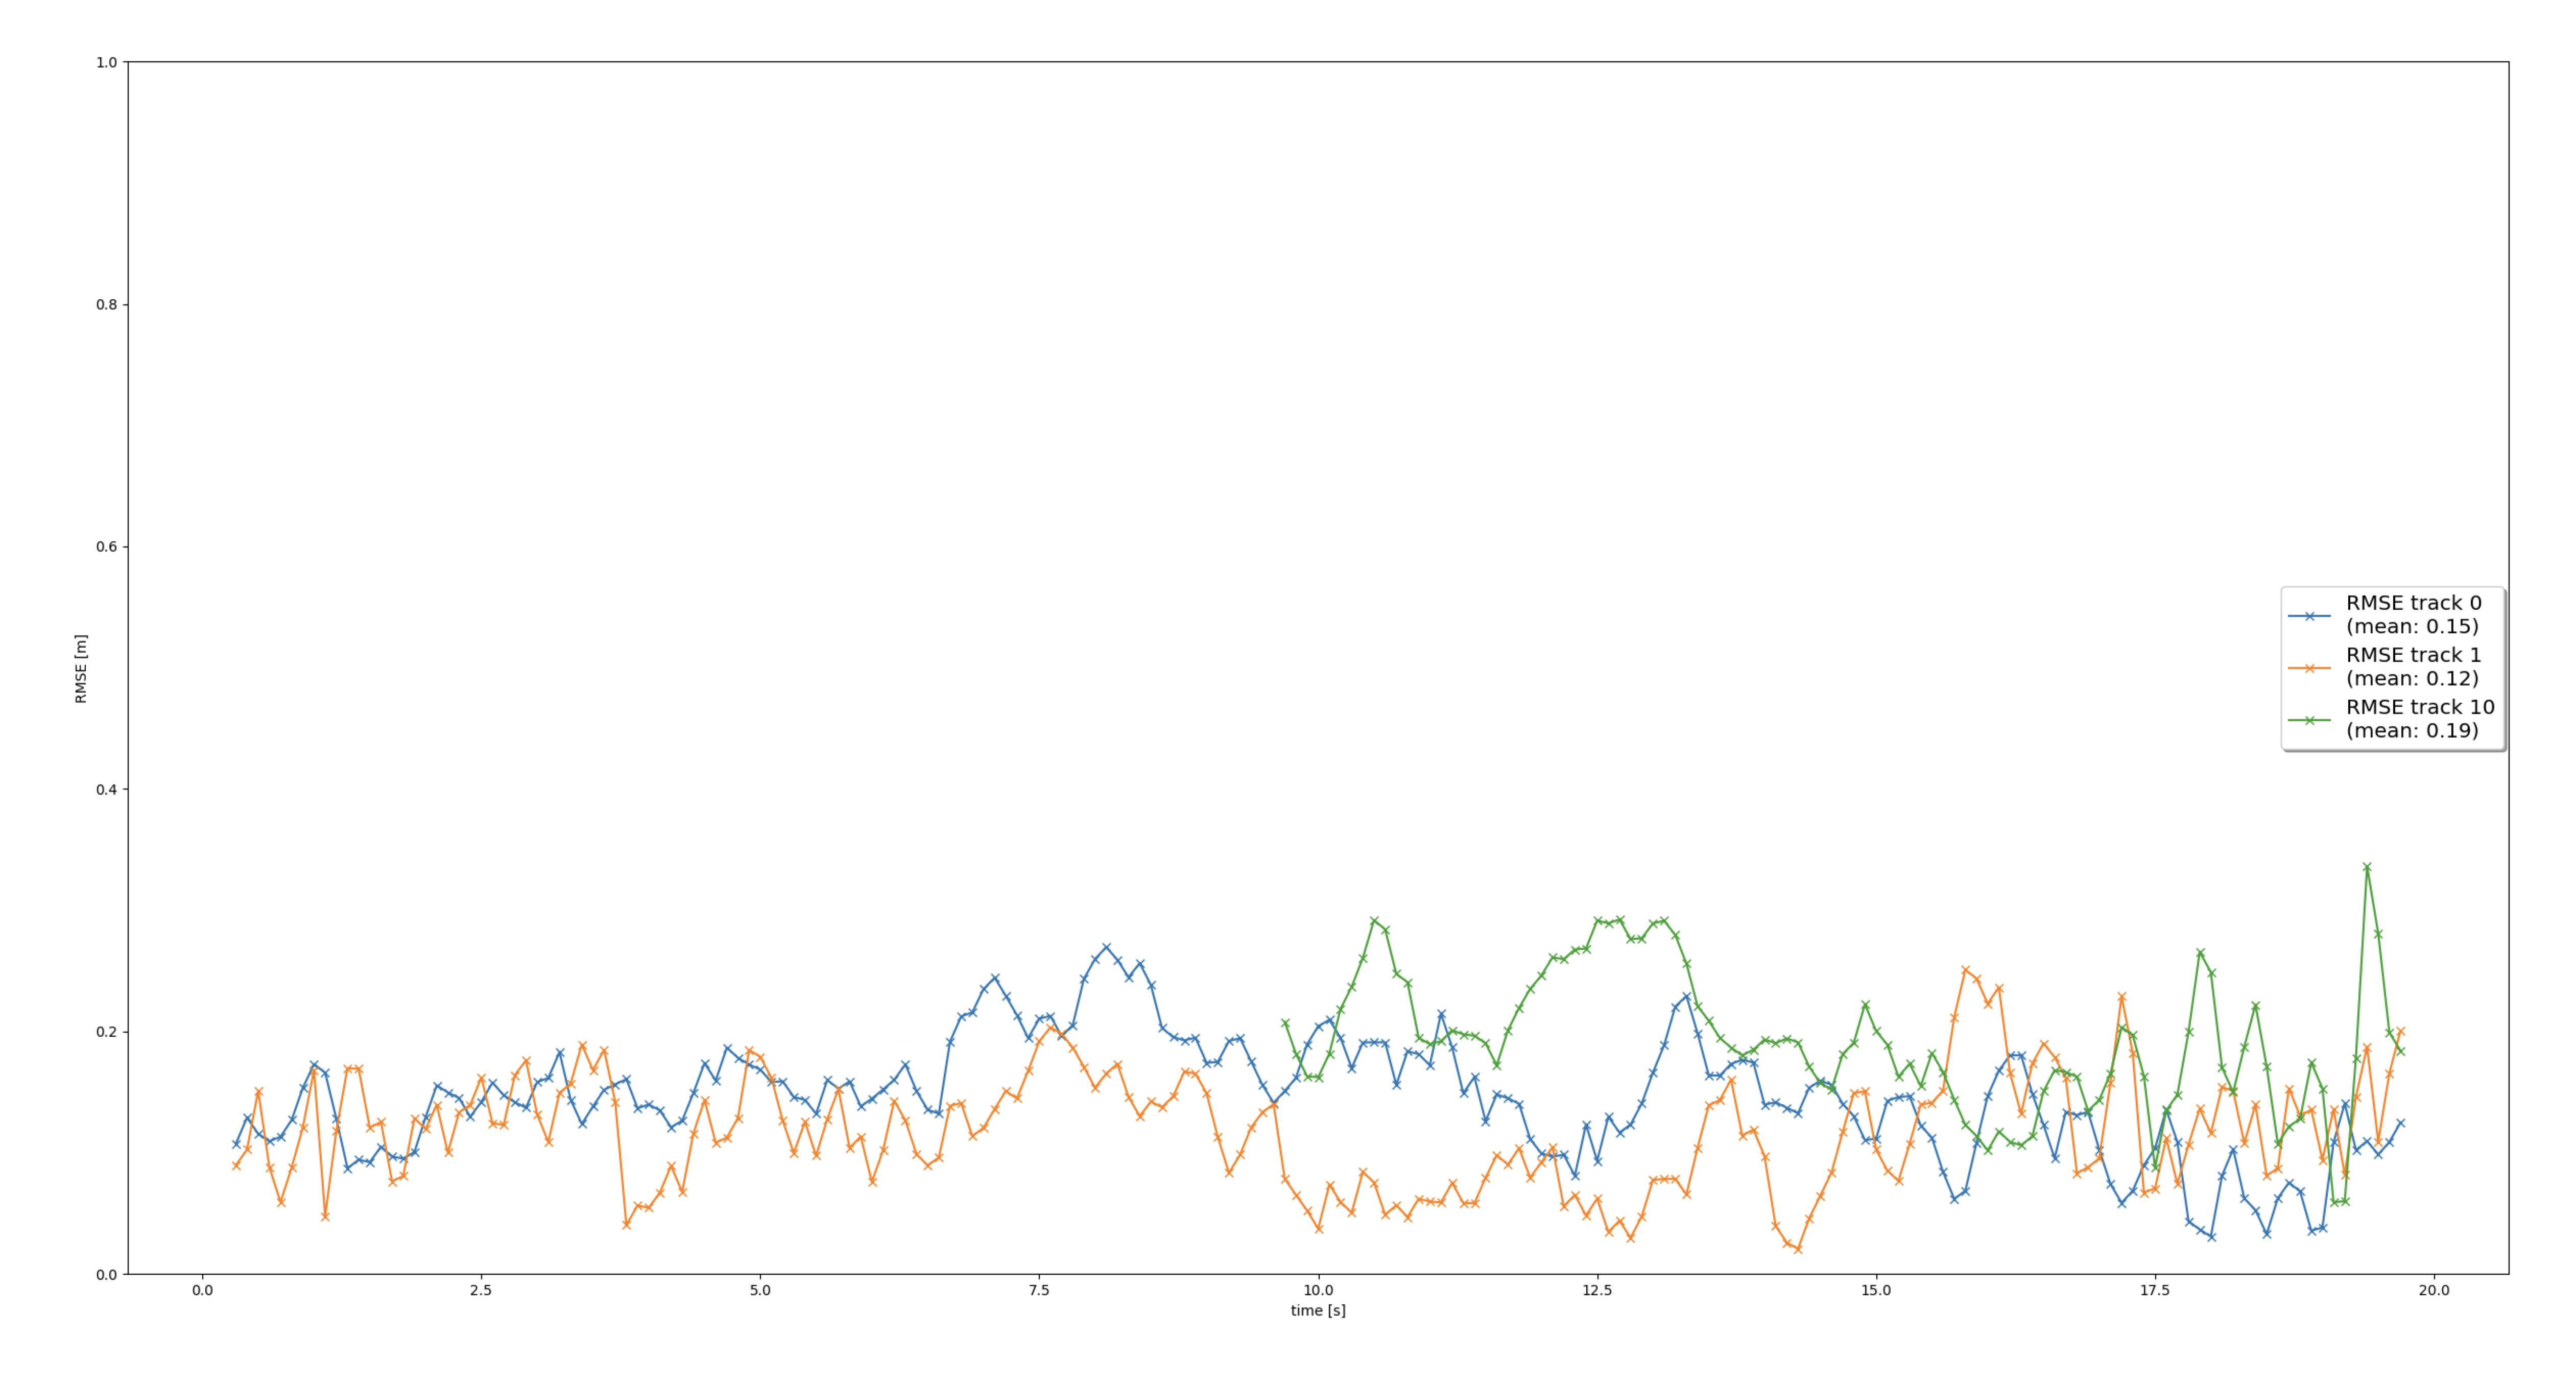 1.0
0.8
0.6
0.4
0.2
0.0
RMSE [m]
0.0 2.5 5.0 7.5 10.0 12.5 15.0 17.5 20.0
time [s]
RMSE track 0
(mean: 0.15)
RMSE track 1
(mean: 0.12)
RMSE track 10
(mean: 0.19)